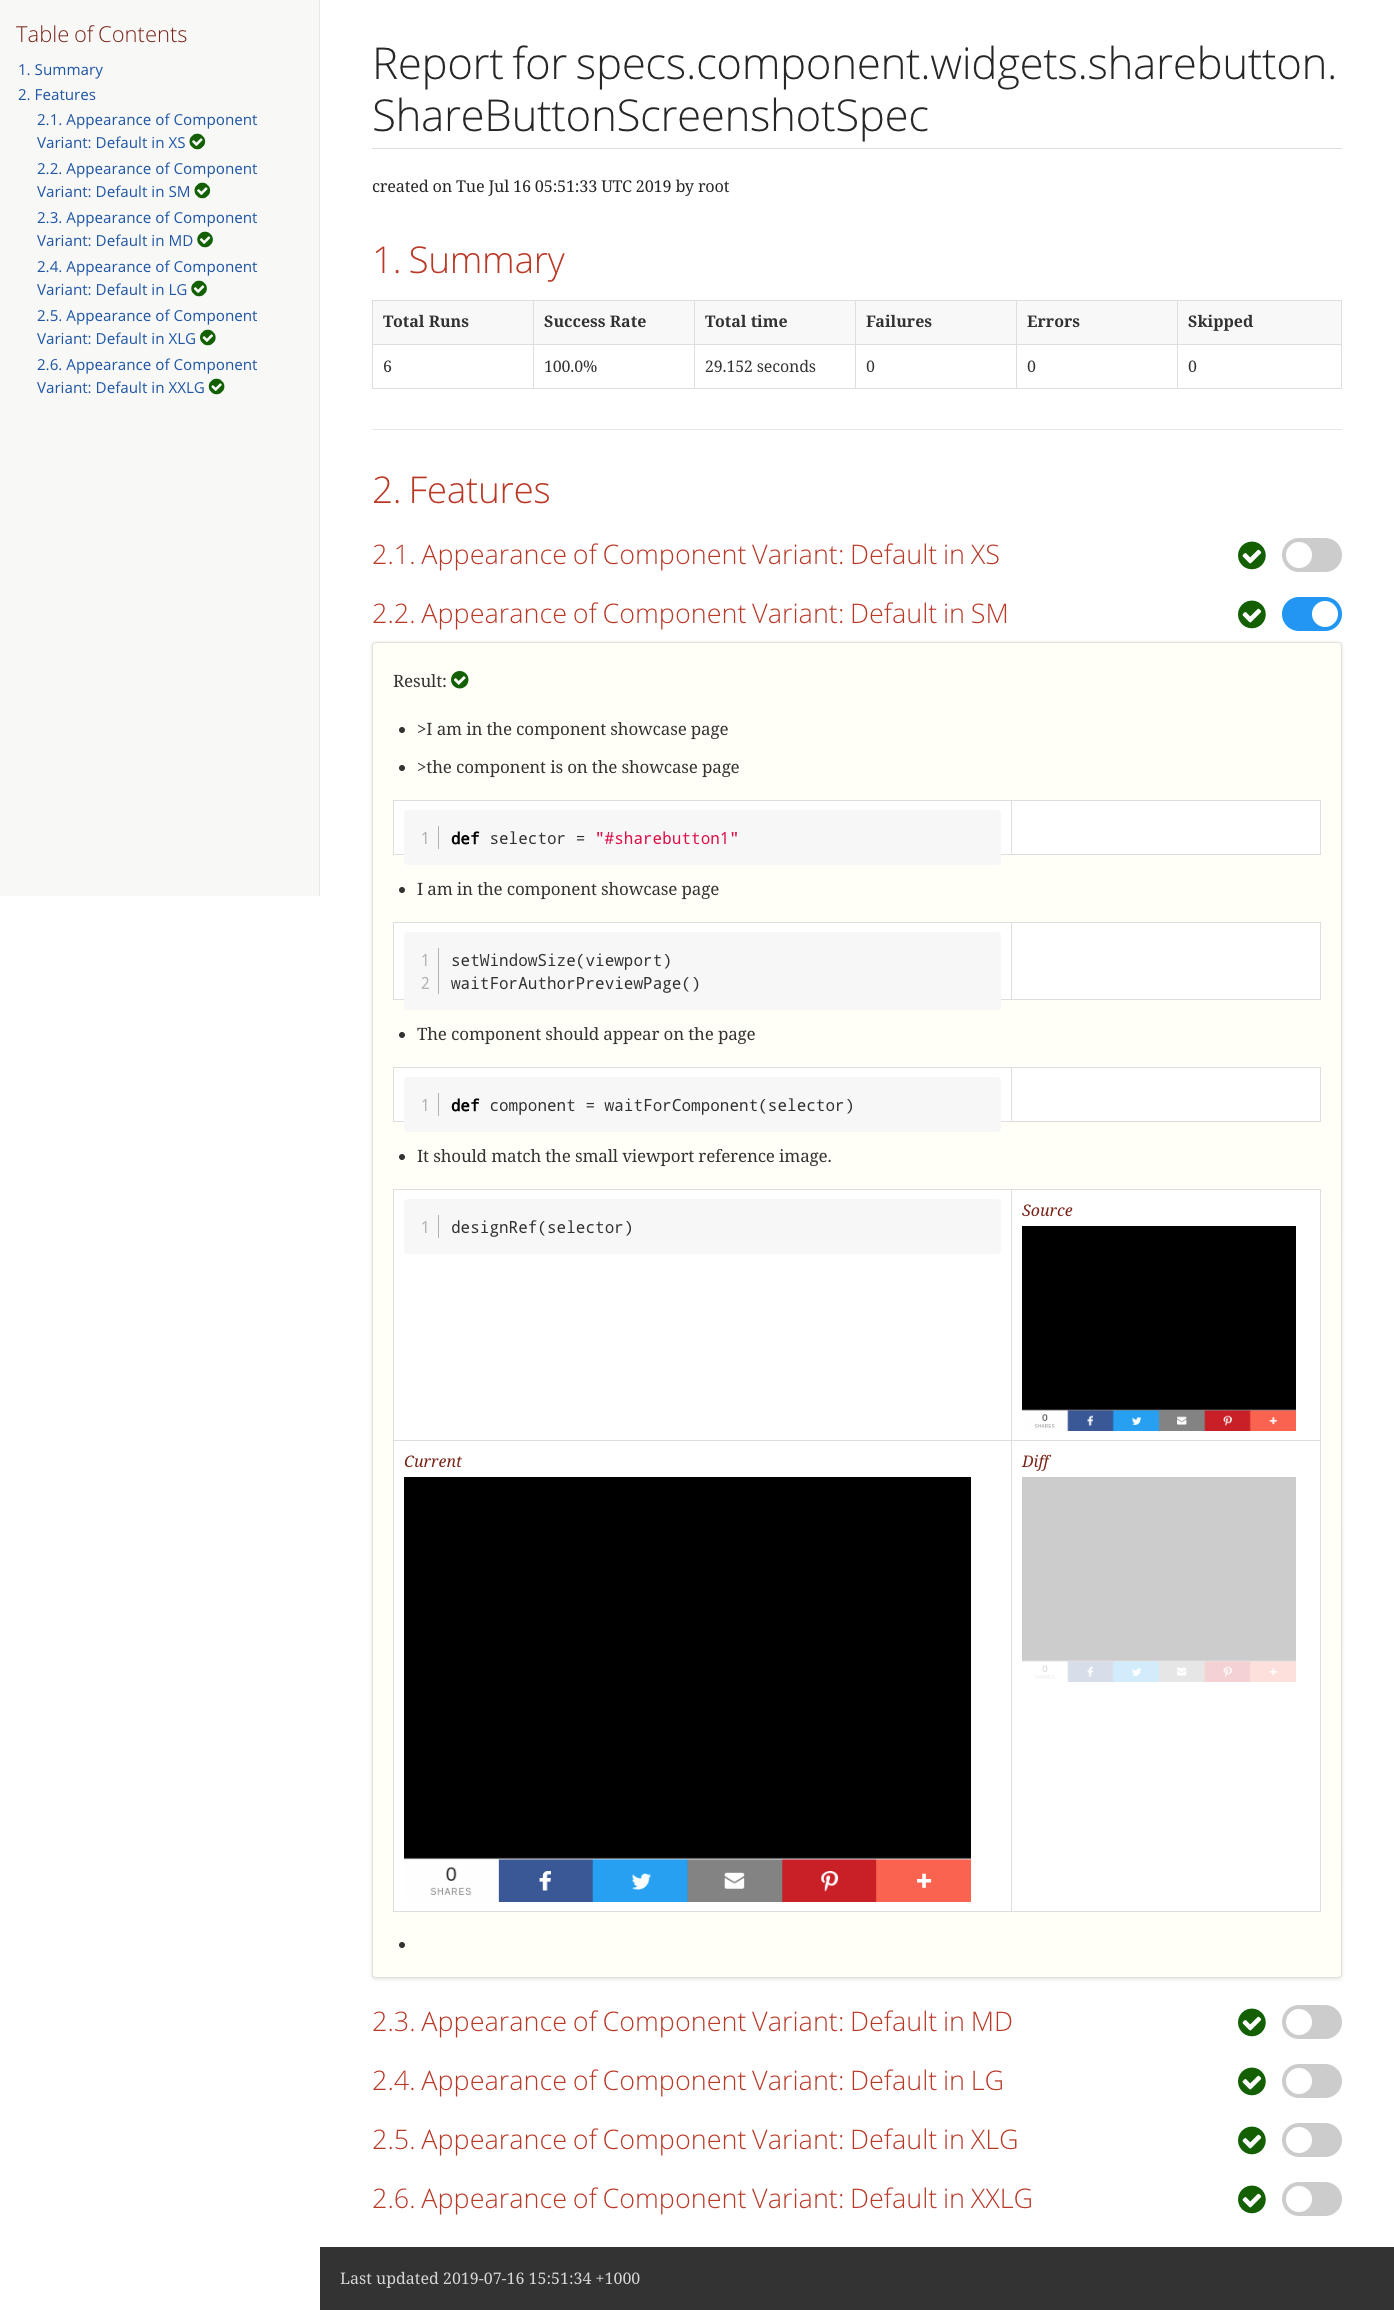 Table of Contents
1. Summary
2. Features
2.1. Appearance of Component
Variant: Default in XS
2.2. Appearance of Component
Variant: Default in SM
2.3. Appearance of Component
Variant: Default in MD
2.4. Appearance of Component
Variant: Default in LG
2.5. Appearance of Component
Variant: Default in XLG
2.6. Appearance of Component
Variant: Default in XXLG
Report for specs.component.widgets.sharebutton.
ShareButtonScreenshotSpec
created on Tue Jul 16 05:51:33 UTC 2019 by root
1. Summary
Total Runs Success Rate Total time Failures Errors Skipped
6 100.0% 29.152 seconds 0 0 0
2. Features
2.1. Appearance of Component Variant: Default in XS
2.2. Appearance of Component Variant: Default in SM
Result:
>I am in the component showcase page
>the component is on the showcase page
1 def selector = "#sharebutton1"
I am in the component showcase page
1 setWindowSize(viewport)
2 waitForAuthorPreviewPage()
The component should appear on the page
1 def component = waitForComponent(selector)
It should match the small viewport reference image.
1 designRef(selector)
Source
0
SHARES
Current
0
SHARES
Diff
0
SHARES
2.3. Appearance of Component Variant: Default in MD
2.4. Appearance of Component Variant: Default in LG
2.5. Appearance of Component Variant: Default in XLG
2.6. Appearance of Component Variant: Default in XXLG
Last updated 2019-07-16 15:51:34 +1000